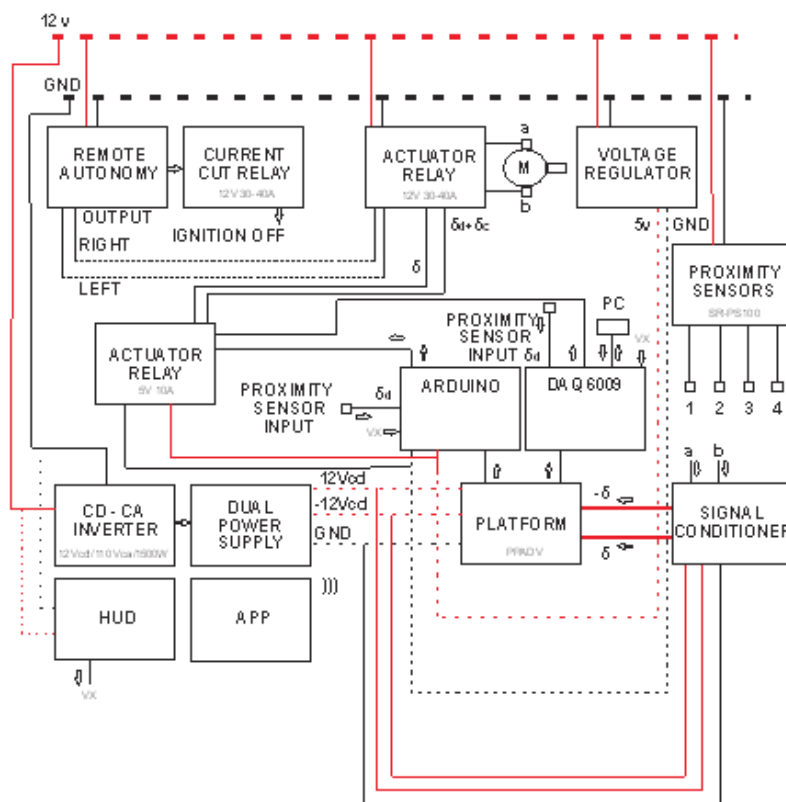 12 v
GND
REMOTE
AUTONOMY
CURRENT
CUT RELAY
12V 30-40A
ACTUATOR
RELAY
12V 30-40A
a
M
b
VOLTAGE
REGULATOR
OUTPUT
RIGHT
LEFT
IGNITION OFF
δd+δc
δ
5v
GND
PROXIMITY
SENSORS
SR-PS100
1 2 3 4
ACTUATOR
RELAY
5V 10A
PROXIMITY
SENSOR
INPUT δd
PC
VX
PROXIMITY
SENSOR
INPUT
δd
VX
ARDUINO
DAQ 6009
12Vcd
-12Vcd
GND
CD - CA
INVERTER
12Vcd/110Vca/1500W
DUAL
POWER
SUPPLY
PLATFORM
PPADV
-δ
δ
a b
SIGNAL
CONDITIONER
HUD
APP
)))
VX